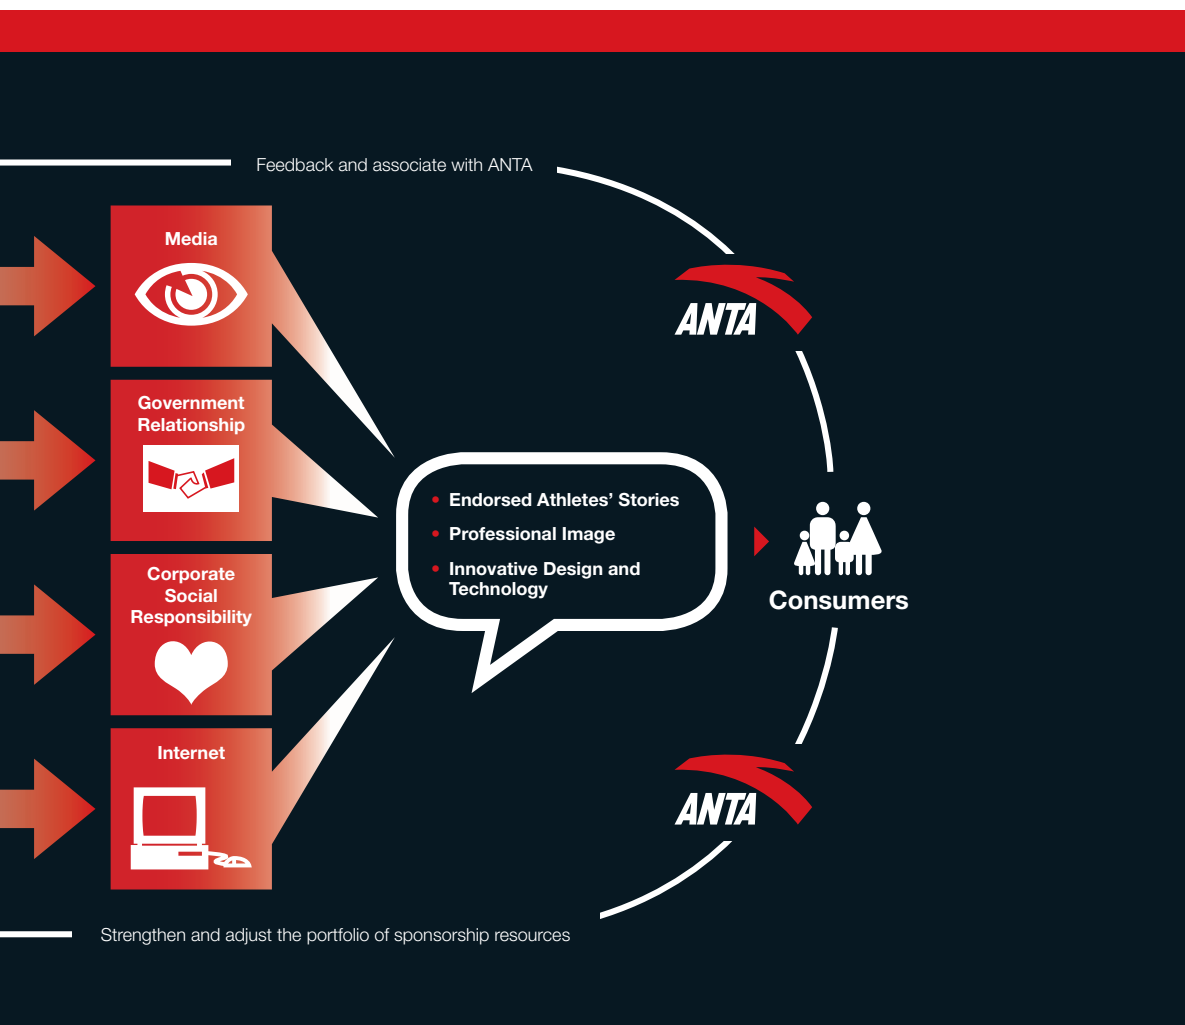 Feedback and associate with ANTA
Media
ANTA
Government
Relationship
• Endorsed Athletes’ Stories
• Professional Image
• Innovative Design and
Technology
Consumers
Corporate
Social
Responsibility
Internet
ANTA
Strengthen and adjust the portfolio of sponsorship resources